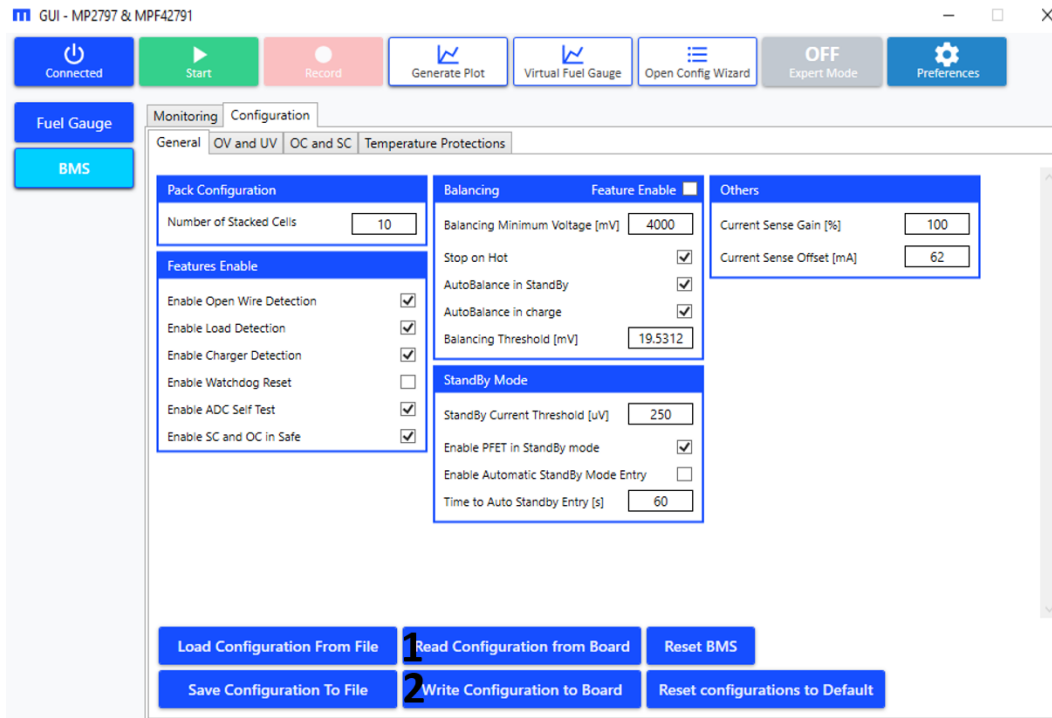 GUI - MP2797 & MPF42791
Connected
Start
Record
Generate Plot
Virtual Fuel Gauge
Open Config Wizard
OFF
Expert Mode
Preferences
Fuel Gauge
BMS
Monitoring Configuration
General OV and UV OC and SC Temperature Protections
Pack Configuration
Number of Stacked Cells 10
Features Enable
Enable Open Wire Detection
Enable Load Detection
Enable Charger Detection
Enable Watchdog Reset
Enable ADC Self Test
Enable SC and OC in Safe
Balancing Feature Enable
Balancing Minimum Voltage [mV] 4000
Stop on Hot
AutoBalance in StandBy
AutoBalance in charge
Balancing Threshold [mV] 19.5312
StandBy Mode
StandBy Current Threshold [uV] 250
Enable PFET in StandBy mode
Enable Automatic StandBy Mode Entry
Time to Auto Standby Entry [s] 60
Others
Current Sense Gain [%] 100
Current Sense Offset [mA] 62
Load Configuration From File 1 Read Configuration from Board Reset BMS
Save Configuration To File 2 Write Configuration to Board Reset configurations to Default